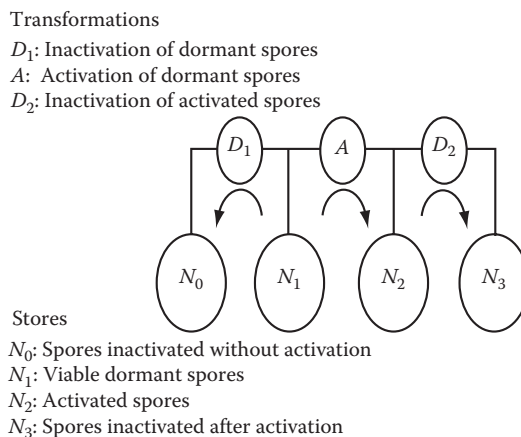 Transformations
D₁: Inactivation of dormant spores
A: Activation of dormant spores
D₂: Inactivation of activated spores
D₁ A D₂
N₀ N₁ N₂ N₃
Stores
N₀: Spores inactivated without activation
N₁: Viable dormant spores
N₂: Activated spores
N₃: Spores inactivated after activation